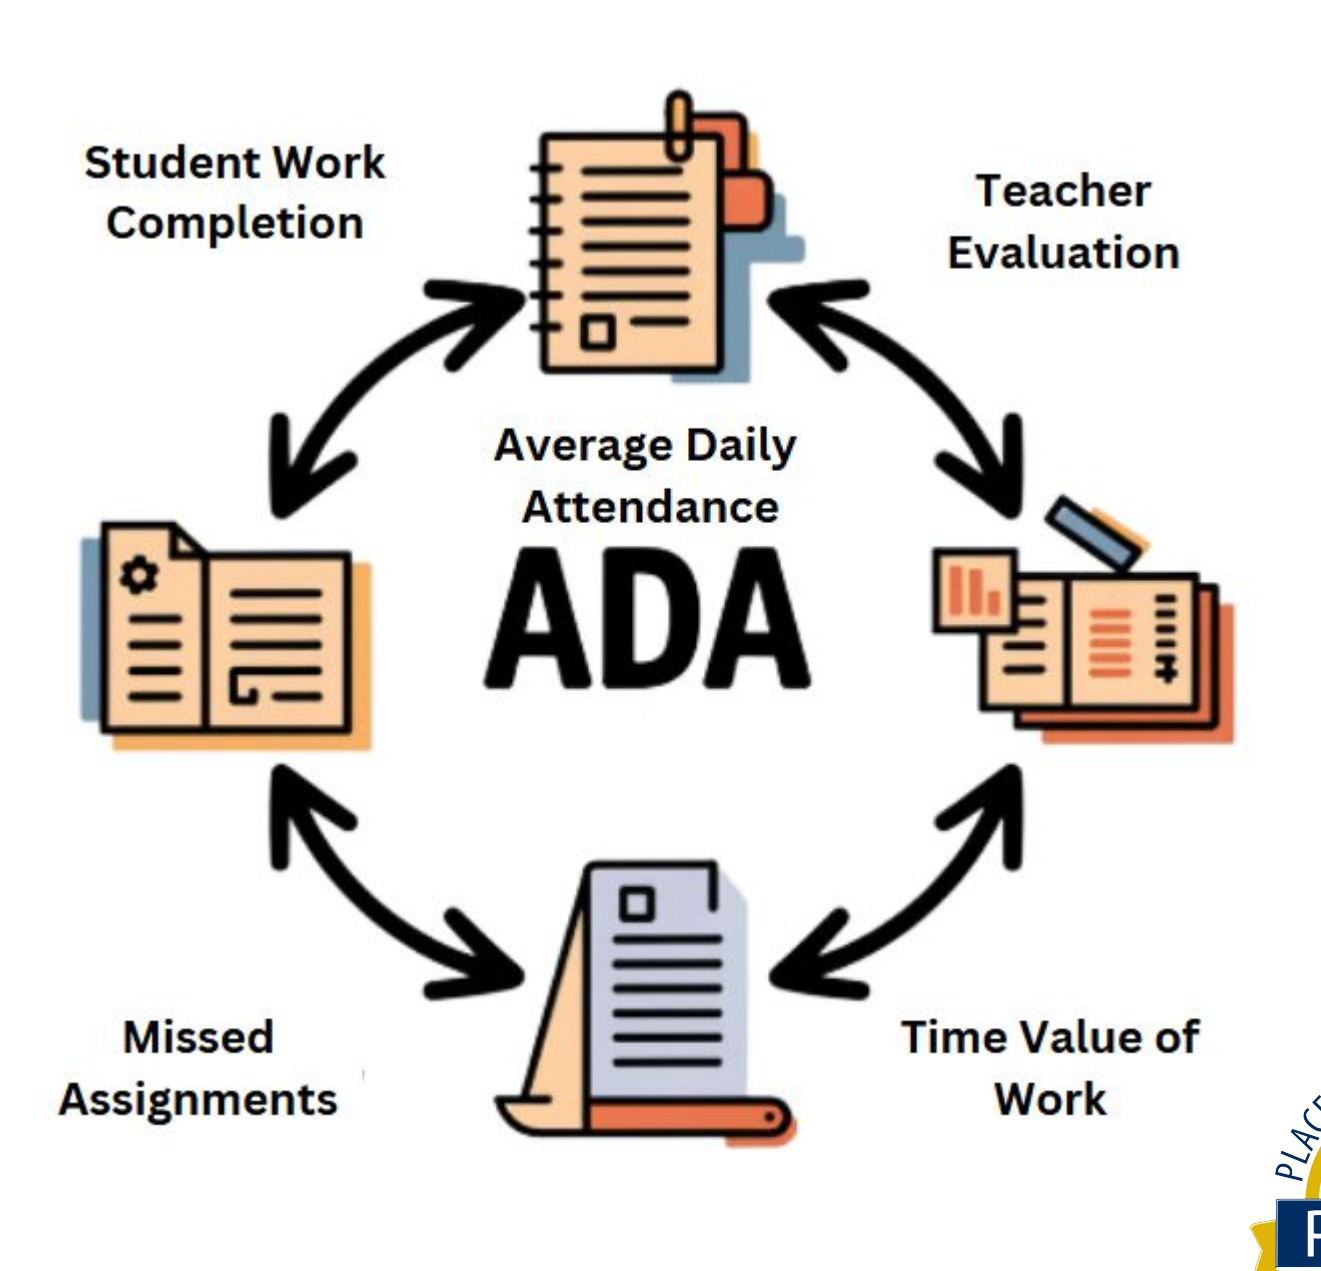 Student Work
Completion
Teacher
Evaluation
Average Daily
Attendance
ADA
Missed
Assignments
Time Value of
Work